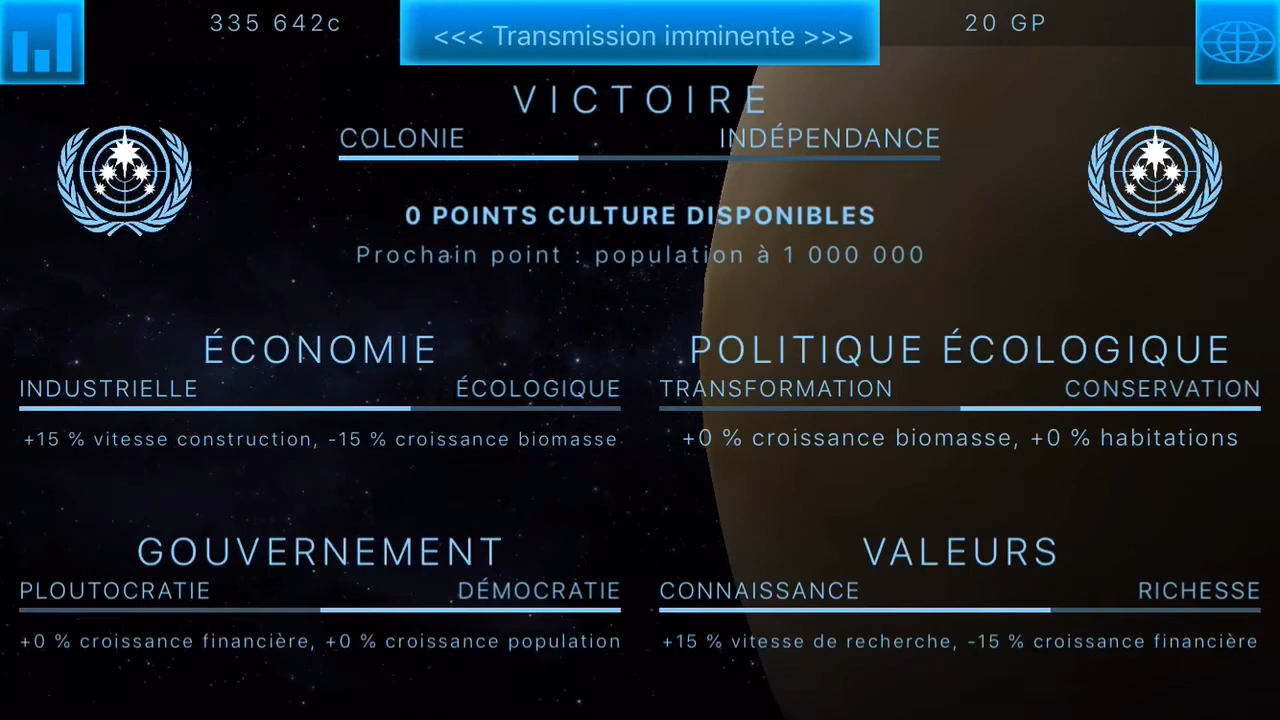 335 642c
<<< Transmission imminente >>>
20 GP
VICTOIRE
COLONIE
INDÉPENDANCE
0 POINTS CULTURE DISPONIBLES
Prochain point : population à 1 000 000
ÉCONOMIE
INDUSTRIELLE
ÉCOLOGIQUE
+15 % vitesse construction, -15 % croissance biomasse
POLITIQUE ÉCOLOGIQUE
TRANSFORMATION
CONSERVATION
+0 % croissance biomasse, +0 % habitations
GOUVERNEMENT
PLOUTOCRATIE
DÉMOCRATIE
+0 % croissance financière, +0 % croissance population
VALEURS
CONNAISSANCE
RICHESSE
+15 % vitesse de recherche, -15 % croissance financière